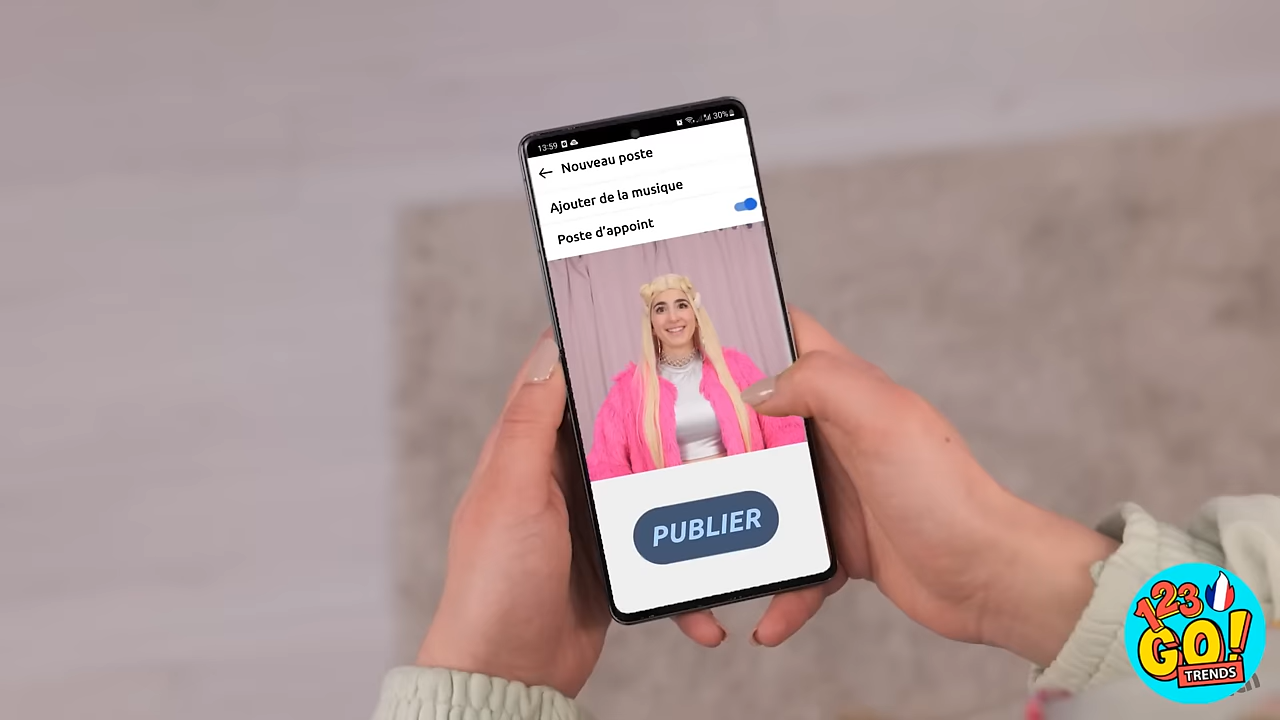 13:59
30%
Nouveau poste
Ajouter de la musique
Poste d'appoint
PUBLIER
123
GO!
TRENDS